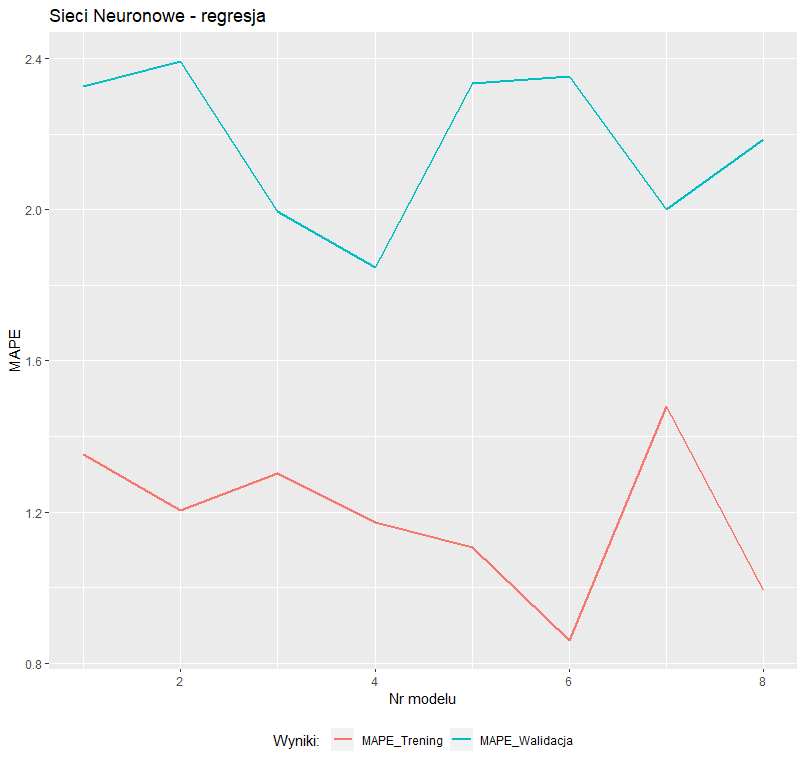 Sieci Neuronowe - regresja
2.4
2.0
1.6
1.2
0.8
MAPE
2 4 6 8
Nr modelu
Wyniki: MAPE_Trening MAPE_Walidacja